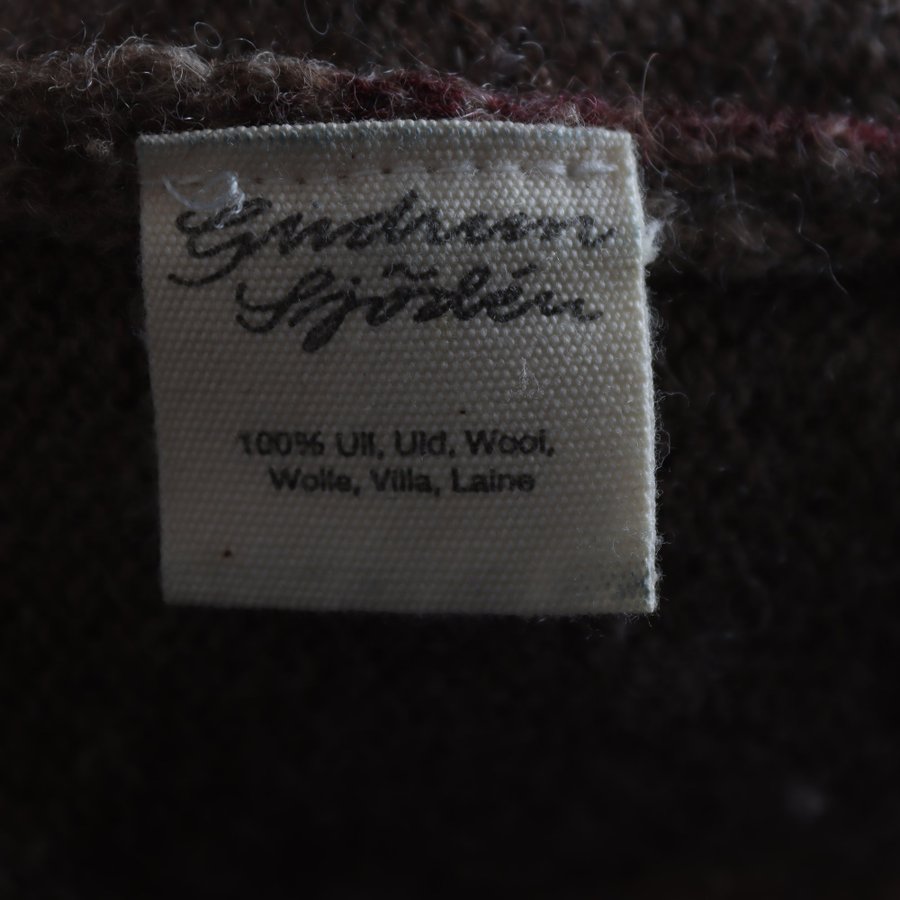 Gudrun
Sjödén
100% Ull, Uld, Wool,
Wolle, Villa, Laine